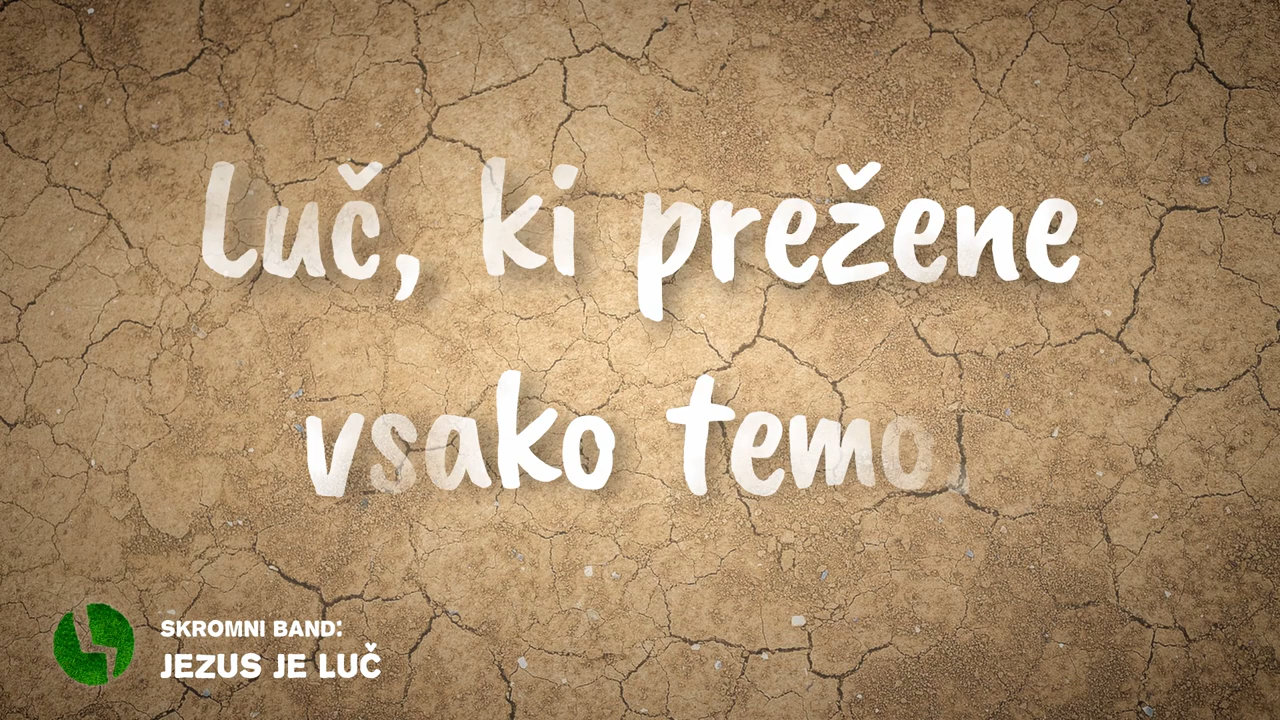 Luč, ki prežene
vsako temo.
SKROMNI BAND:
JEZUS JE LUČ